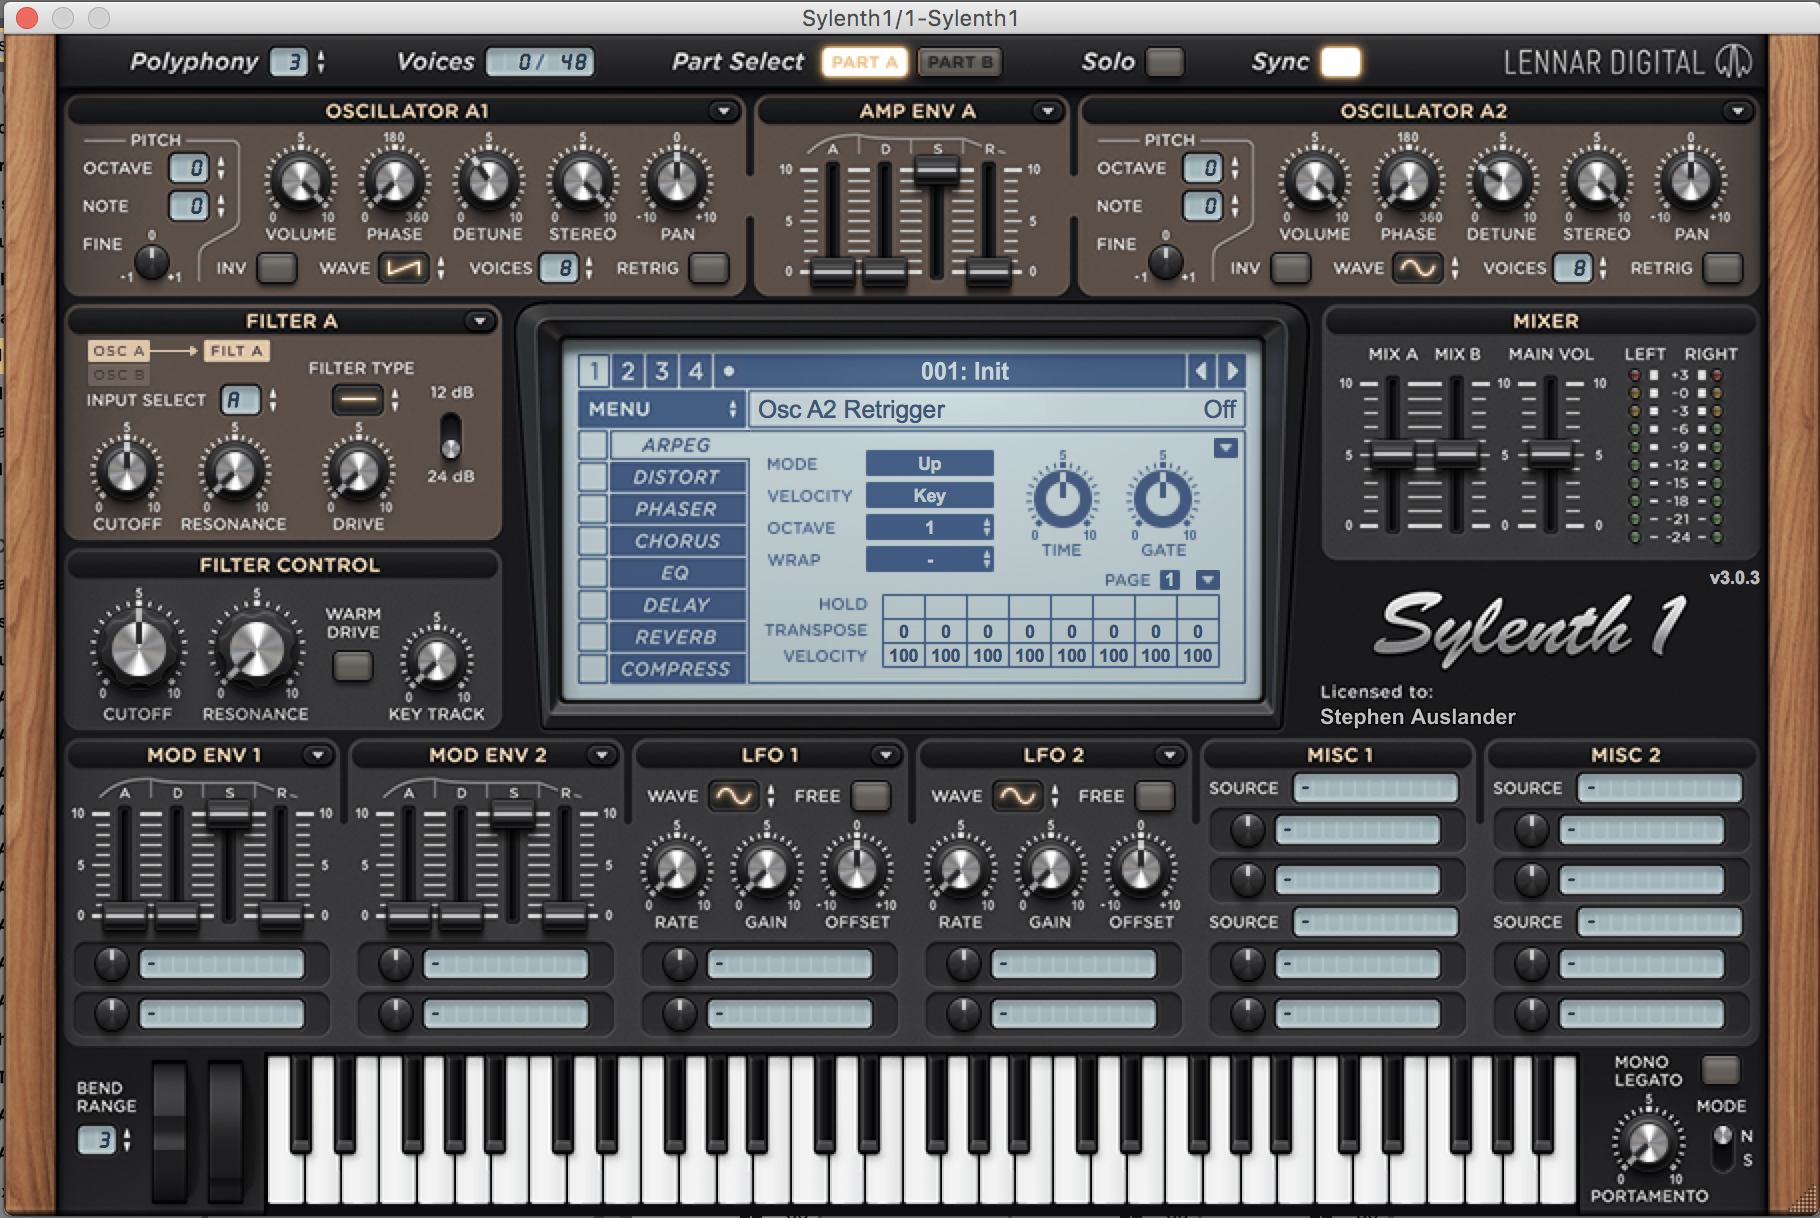 Sylenth1/1-Sylenth1
Polyphony 3 Voices 0/ 48 Part Select PART A PART B Solo Sync LENNAR DIGITAL
OSCILLATOR A1
PITCH
OCTAVE 0
NOTE 0
FINE 0 -1 +1
5 180 5 5 0
0 10 0 360 0 10 0 10 -10 +10
VOLUME PHASE DETUNE STEREO PAN
INV WAVE VOICES 8 RETRIG
AMP ENV A
A D S R
10 10
5 5
0 0
OSCILLATOR A2
PITCH
OCTAVE 0
NOTE 0
FINE 0 -1 +1
5 180 5 5 0
0 10 0 360 0 10 0 10 -10 +10
VOLUME PHASE DETUNE STEREO PAN
INV WAVE VOICES 8 RETRIG
FILTER A
OSC A FILT A
OSC B
INPUT SELECT A
FILTER TYPE
12 dB
24 dB
5 5 5
0 10 0 10 0 10
CUTOFF RESONANCE DRIVE
FILTER CONTROL
WARM
DRIVE
5 5 5
0 10 0 10 0 10
CUTOFF RESONANCE KEY TRACK
1 2 3 4 • 001: Init
MENU Osc A2 Retrigger Off
ARPEG
DISTORT
PHASER
CHORUS
EQ
DELAY
REVERB
COMPRESS
MODE Up
VELOCITY Key
OCTAVE 1
WRAP -
5 5
0 10 0 10
TIME GATE
PAGE 1
HOLD
TRANSPOSE 0 0 0 0 0 0 0 0
VELOCITY 100 100 100 100 100 100 100 100
MIXER
MIX A MIX B MAIN VOL LEFT RIGHT
10 10 10
5 5 5
0 0 0
+3
-0
-3
-6
-9
-12
-15
-18
-21
-24
v3.0.3
Sylenth 1
Licensed to:
Stephen Auslander
MOD ENV 1
A D S R
10 10
5 5
0 0
-
-
MOD ENV 2
A D S R
10 10
5 5
0 0
-
-
LFO 1
WAVE FREE
5 5 0
0 10 0 10 -10 +10
RATE GAIN OFFSET
-
-
LFO 2
WAVE FREE
5 5 0
0 10 0 10 -10 +10
RATE GAIN OFFSET
-
-
MISC 1
SOURCE -
-
-
SOURCE -
-
-
MISC 2
SOURCE -
-
-
SOURCE -
-
-
BEND
RANGE
3
MONO
LEGATO
5
0 10
PORTAMENTO
MODE
N
S